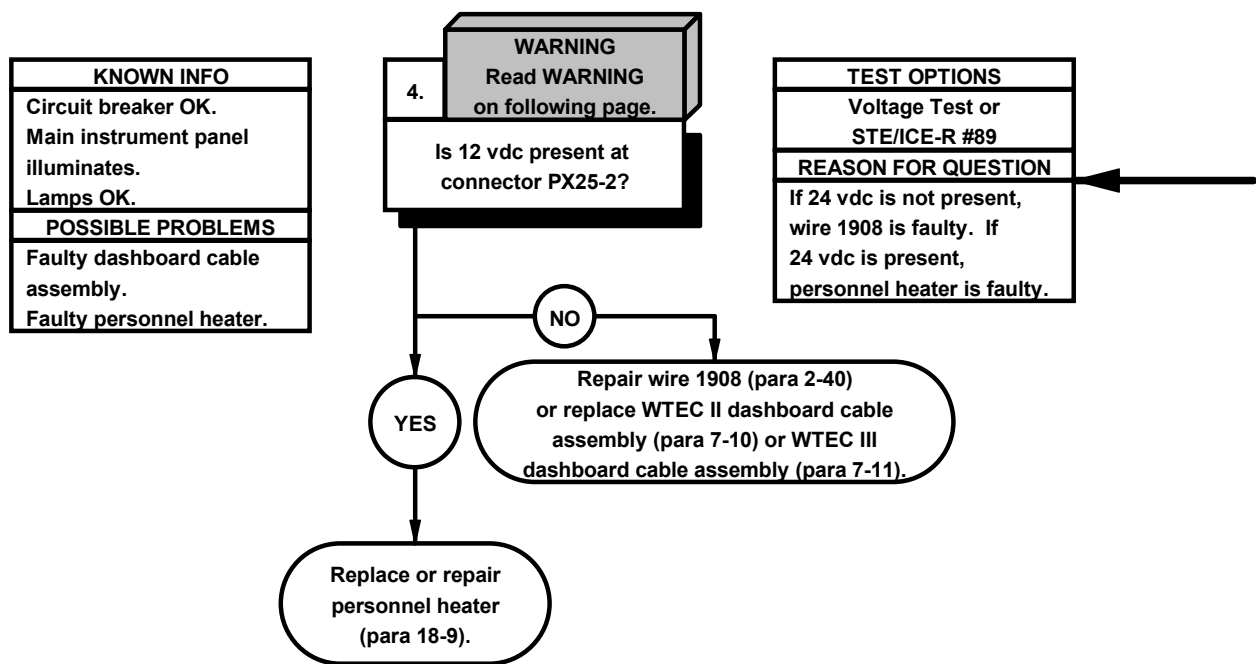 KNOWN INFO
Circuit breaker OK.
Main instrument panel
illuminates.
Lamps OK.
POSSIBLE PROBLEMS
Faulty dashboard cable
assembly.
Faulty personnel heater.
4.
WARNING
Read WARNING
on following page.
Is 12 vdc present at
connector PX25-2?
TEST OPTIONS
Voltage Test or
STE/ICE-R #89
REASON FOR QUESTION
If 24 vdc is not present,
wire 1908 is faulty. If
24 vdc is present,
personnel heater is faulty.
NO
Repair wire 1908 (para 2-40)
or replace WTEC II dashboard cable
assembly (para 7-10) or WTEC III
dashboard cable assembly (para 7-11).
YES
Replace or repair
personnel heater
(para 18-9).